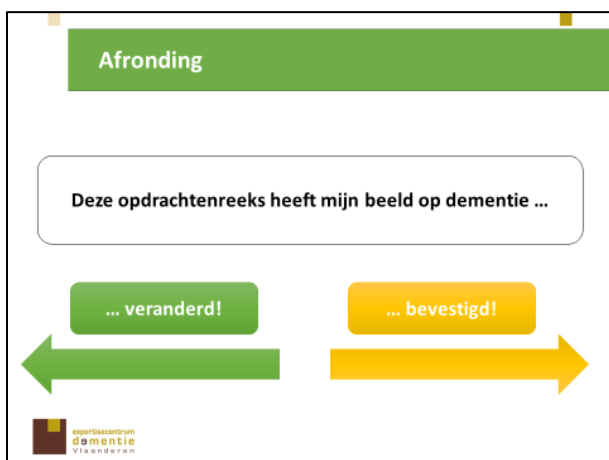 Afronding
Deze opdrachtenreeks heeft mijn beeld op dementie ...
... veranderd!
... bevestigd!
expertisecentrum
dementie
Vlaanderen